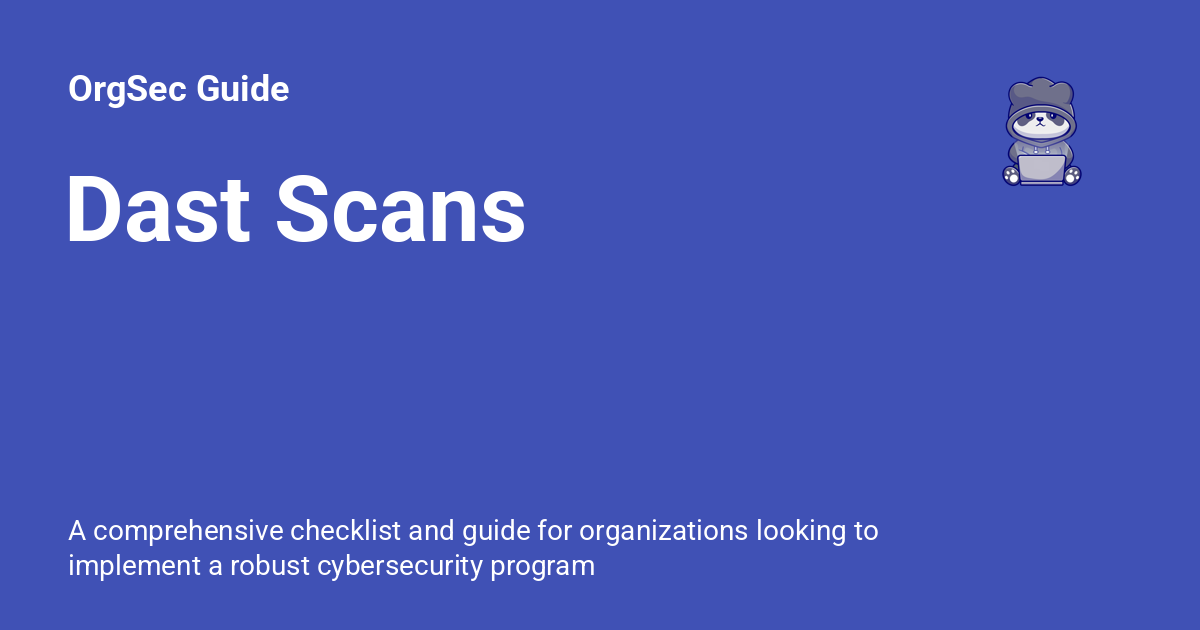 OrgSec Guide
Dast Scans
A comprehensive checklist and guide for organizations looking to
implement a robust cybersecurity program